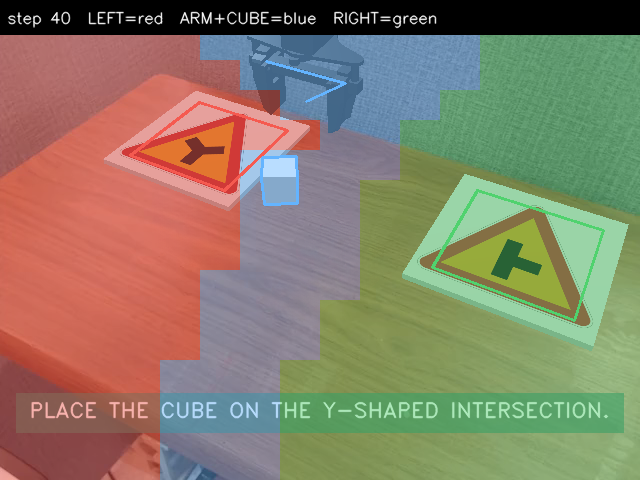 step 40 LEFT=red ARM+CUBE=blue RIGHT=green
PLACE THE CUBE ON THE Y-SHAPED INTERSECTION.